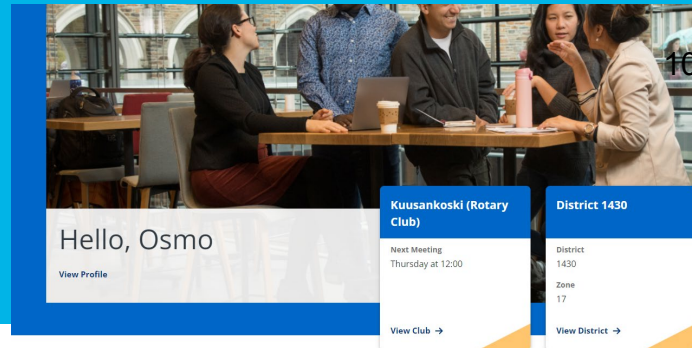 10
Kuusankoski (Rotary
Club)
District 1430
Hello, Osmo
View Profile
Next Meeting
Thursday at 12:00
District
1430
Zone
17
View Club →
View District →